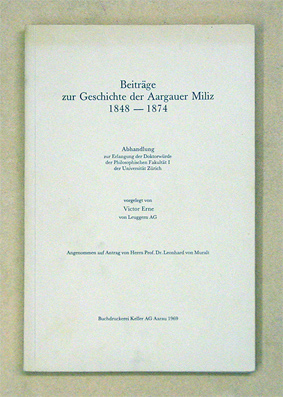 Beiträge
zur Geschichte der Aargauer Miliz
1848 — 1874
Abhandlung
zur Erlangung der Doktorwürde
der Philosophischen Fakultät I
der Universität Zürich
vorgelegt von
Victor Erne
von Leuggern AG
Angenommen auf Antrag von Herrn Prof. Dr. Leonhard von Muralt
Buchdruckerei Keller AG Aarau 1969